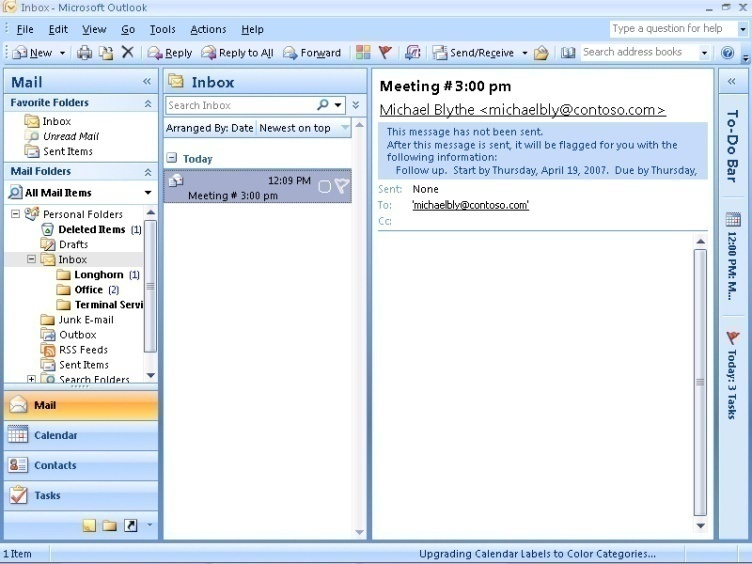 Inbox - Microsoft Outlook
File Edit View Go Tools Actions Help
Type a question for help
New Reply Reply to All Forward Send/Receive Search address books
Mail
Favorite Folders
Inbox
Unread Mail
Sent Items
Mail Folders
All Mail Items
Personal Folders
Deleted Items (1)
Drafts
Inbox
Longhorn (1)
Office (2)
Terminal Servi
Junk E-mail
Outbox
RSS Feeds
Sent Items
Search Folders
Mail
Calendar
Contacts
Tasks
Inbox
Search Inbox
Arranged By: Date Newest on top
Today
12:09 PM
Meeting # 3:00 pm
Meeting # 3:00 pm
Michael Blythe <michaelbly@contoso.com>
This message has not been sent.
After this message is sent, it will be flagged for you with the
following information:
Follow up. Start by Thursday, April 19, 2007. Due by Thursday,
Sent: None
To: 'michaelbly@contoso.com'
Cc:
To-Do Bar
12:00 PM: M...
Today: 3 Tasks
1 Item
Upgrading Calendar Labels to Color Categories...